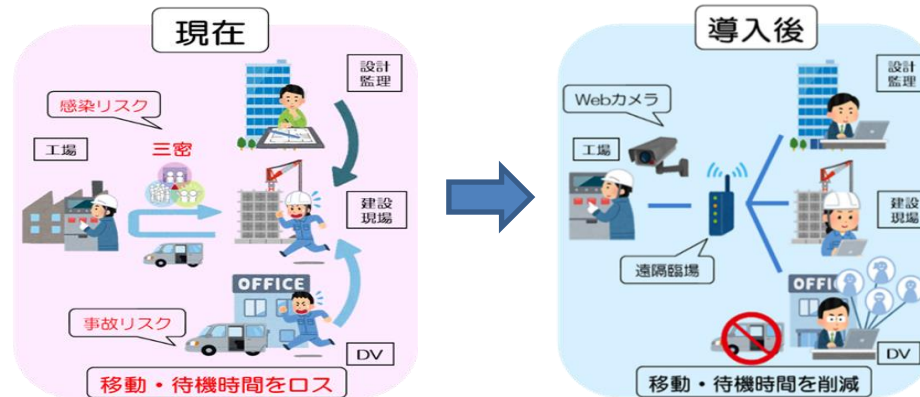 現在
設計
監理
感染リスク
工場
三密
建設
現場
OFFICE
事故リスク
DV
移動・待機時間をロス
導入後
設計
監理
Webカメラ
工場
建設
現場
遠隔臨場
OFFI
DV
移動・待機時間を削減